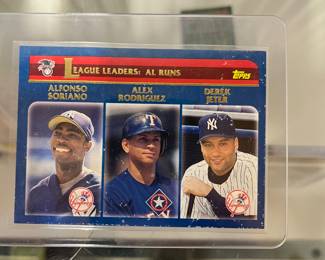 LEAGUE LEADERS: AL RUNS
TOPPS
ALFONSO SORIANO
ALEX RODRIGUEZ
DEREK JETER